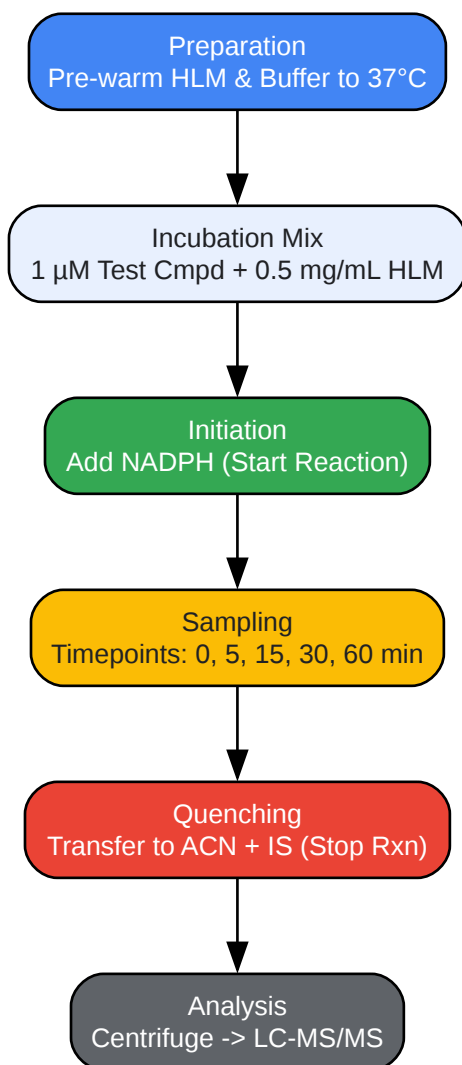 Preparation
Pre-warm HLM & Buffer to 37°C
Incubation Mix
1 µM Test Cmpd + 0.5 mg/mL HLM
Initiation
Add NADPH (Start Reaction)
Sampling
Timepoints: 0, 5, 15, 30, 60 min
Quenching
Transfer to ACN + IS (Stop Rxn)
Analysis
Centrifuge -> LC-MS/MS